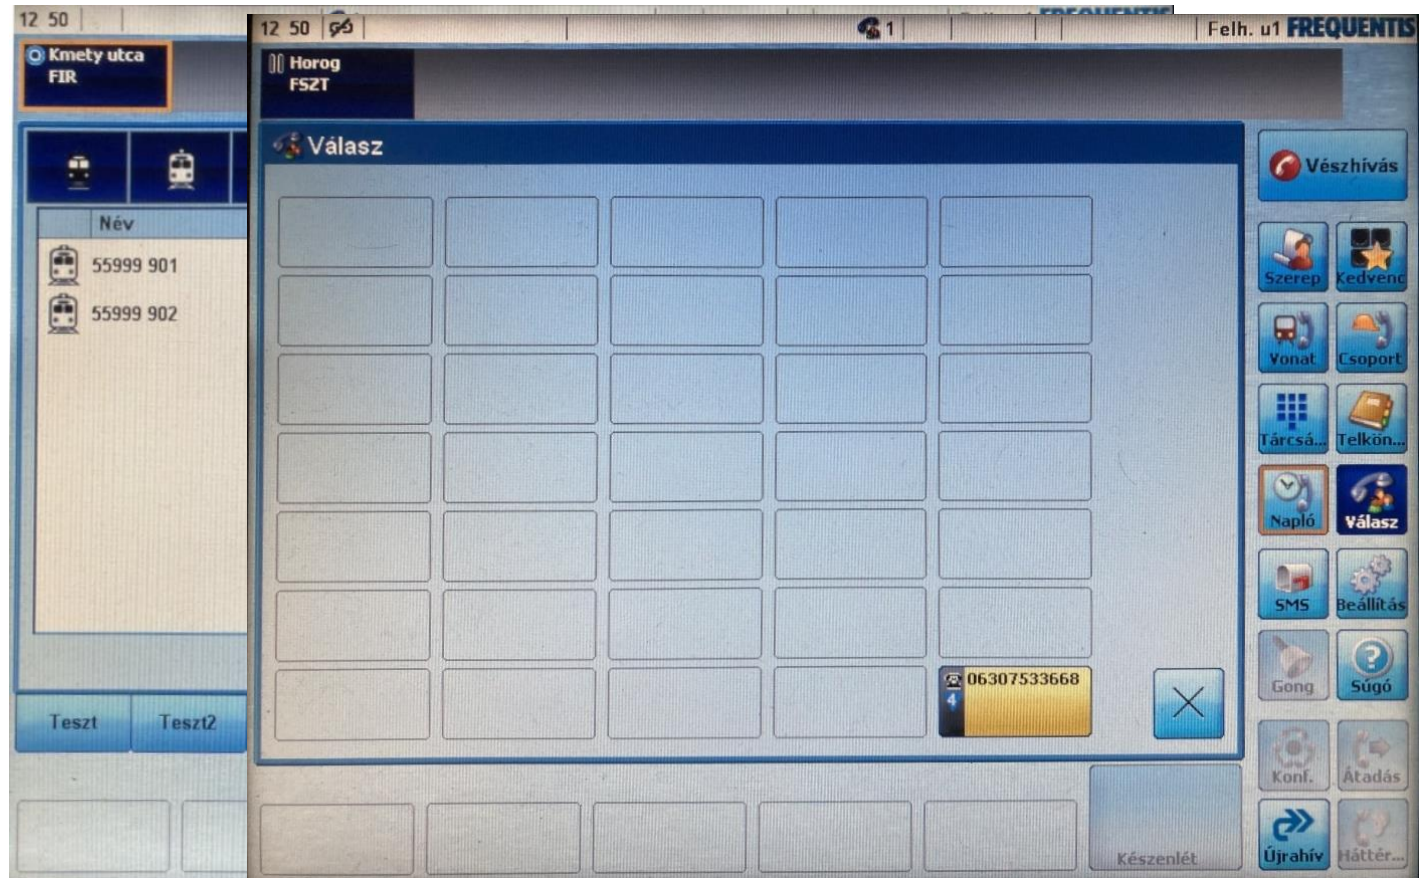 12 50
Kmety utca
FIR
Név
55999 901
55999 902
Teszt
Teszt2
12 50
1
Felh. u1 FREQUENTIS
Horog
FSZT
Válasz
06307533668
4
Készenlét
Vészhívás
Szerep
Kedvenc
Vonat
Csoport
Tárcsá...
Telkön...
Napló
Válasz
SMS
Beállítás
Gong
Súgó
Konf.
Átadás
Újrahív
Háttér...